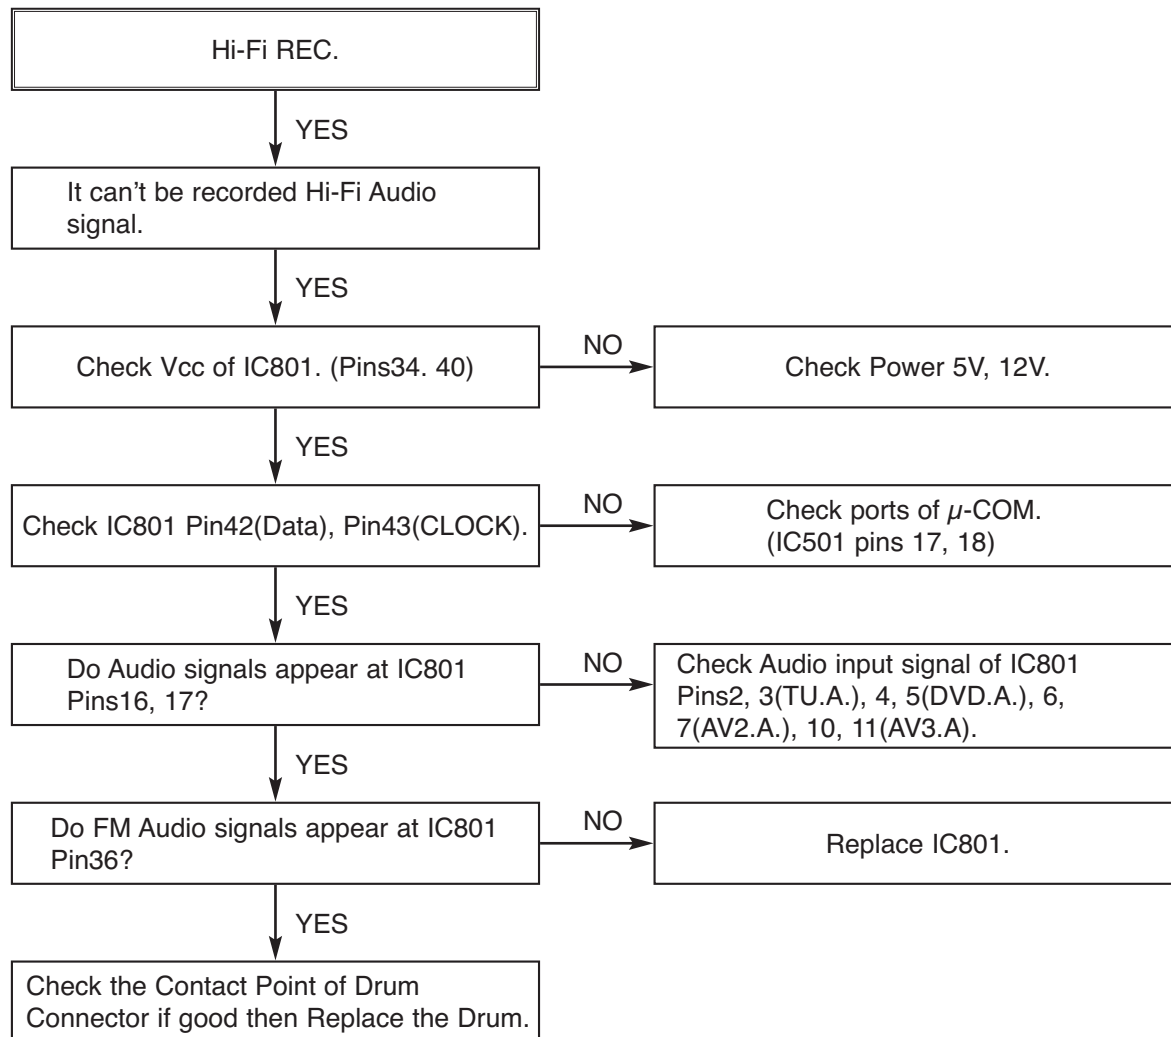 Hi-Fi REC.
YES
It can't be recorded Hi-Fi Audio
signal.
YES
Check Vcc of IC801. (Pins34. 40)
NO
Check Power 5V, 12V.
YES
Check IC801 Pin42(Data), Pin43(CLOCK).
NO
Check ports of µ-COM.
(IC501 pins 17, 18)
YES
Do Audio signals appear at IC801
Pins16, 17?
NO
Check Audio input signal of IC801
Pins2, 3(TU.A.), 4, 5(DVD.A.), 6,
7(AV2.A.), 10, 11(AV3.A).
YES
Do FM Audio signals appear at IC801
Pin36?
NO
Replace IC801.
YES
Check the Contact Point of Drum
Connector if good then Replace the Drum.